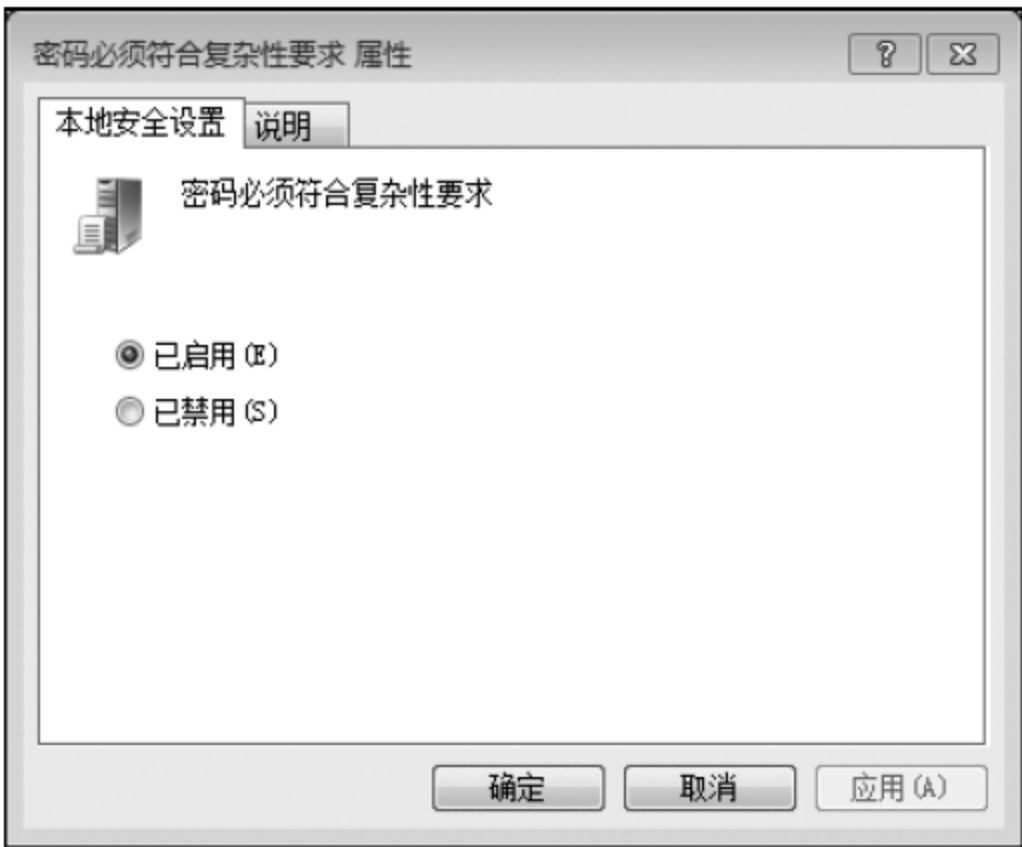 密码必须符合复杂性要求 属性
本地安全设置 说明
密码必须符合复杂性要求
已启用(E)
已禁用(S)
确定 取消 应用(A)